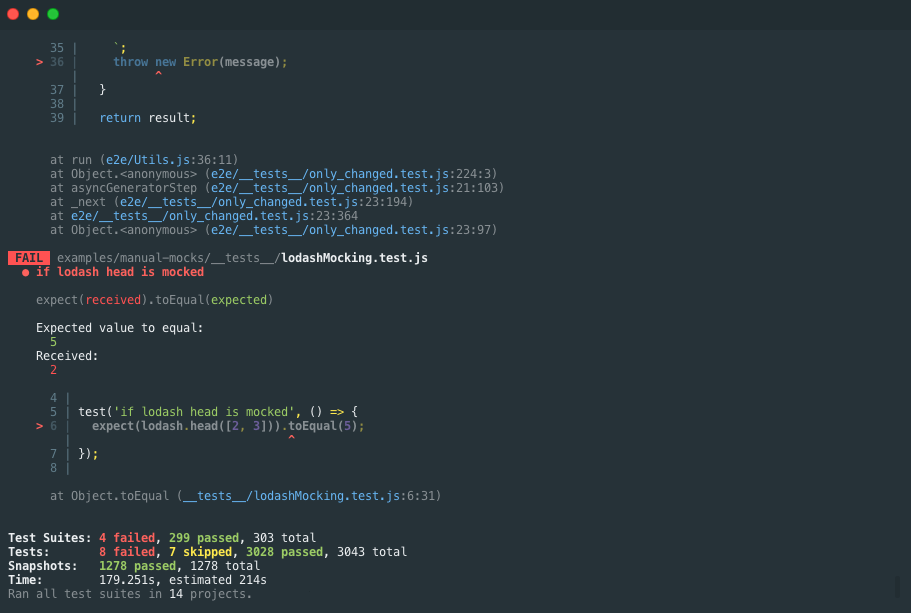 35 |     `;
> 36 |     throw new Error(message);
|           ^
37 |   }
38 |
39 |   return result;
at run (e2e/Utils.js:36:11)
at Object.<anonymous> (e2e/__tests__/only_changed.test.js:224:3)
at asyncGeneratorStep (e2e/__tests__/only_changed.test.js:21:103)
at _next (e2e/__tests__/only_changed.test.js:23:194)
at e2e/__tests__/only_changed.test.js:23:364
at Object.<anonymous> (e2e/__tests__/only_changed.test.js:23:97)
FAIL examples/manual-mocks/__tests__/lodashMocking.test.js
● if lodash head is mocked
expect(received).toEqual(expected)
Expected value to equal:
5
Received:
2
4 |
5 | test('if lodash head is mocked', () => {
> 6 |   expect(lodash.head([2, 3])).toEqual(5);
|                               ^
7 | });
8 |
at Object.toEqual (__tests__/lodashMocking.test.js:6:31)
Test Suites: 4 failed, 299 passed, 303 total
Tests:       8 failed, 7 skipped, 3028 passed, 3043 total
Snapshots:   1278 passed, 1278 total
Time:        179.251s, estimated 214s
Ran all test suites in 14 projects.